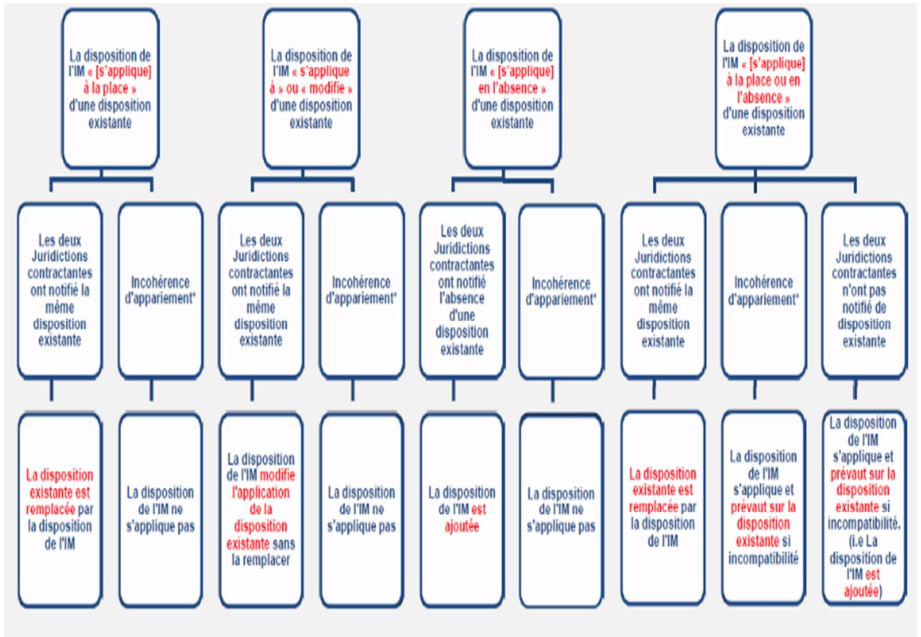 La disposition de
l'IM « [s'applique]
à la place »
d'une disposition
existante
La disposition de
l'IM « s'applique
à » ou « modifie »
d'une disposition
existante
La disposition de
l'IM « [s'applique]
en l'absence »
d'une disposition
existante
La disposition de
l'IM « [s'applique]
à la place ou en
l'absence »
d'une disposition
existante
Les deux
Juridictions
contractantes
ont notifié la
même
disposition
existante
Incohérence
d'appariement*
Les deux
Juridictions
contractantes
ont notifié la
même
disposition
existante
Incohérence
d'appariement*
Les deux
Juridictions
contractantes
ont notifié
l'absence
d'une
disposition
existante
Incohérence
d'appariement*
Les deux
Juridictions
contractantes
ont notifié la
même
disposition
existante
Incohérence
d'appariement*
Les deux
Juridictions
contractantes
n'ont pas
notifié de
disposition
existante
La disposition
existante est
remplacée par
la disposition
de l'IM
La disposition
de l'IM ne
s'applique pas
La disposition
de l'IM modifie
l'application
de la
disposition
existante sans
la remplacer
La disposition
de l'IM ne
s'applique pas
La disposition
de l'IM est
ajoutée
La disposition
de l'IM ne
s'applique pas
La disposition
existante est
remplacée par
la disposition
de l'IM
La disposition
de l'IM
s'applique et
prévaut sur la
disposition
existante si
incompatibilité
La disposition
de l'IM
s'applique et
prévaut sur la
disposition
existante si
incompatibilité.
(i.e La
disposition de
l'IM est
ajoutée)